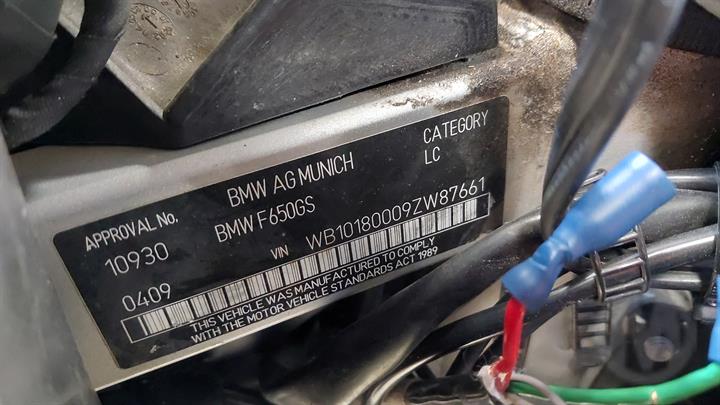 APPROVAL No. BMW AG MUNICH CATEGORY
10930 BMW F650GS LC
0409 VIN WB10180009ZW87661
THIS VEHICLE WAS MANUFACTURED TO COMPLY
WITH THE MOTOR VEHICLE STANDARDS ACT 1989